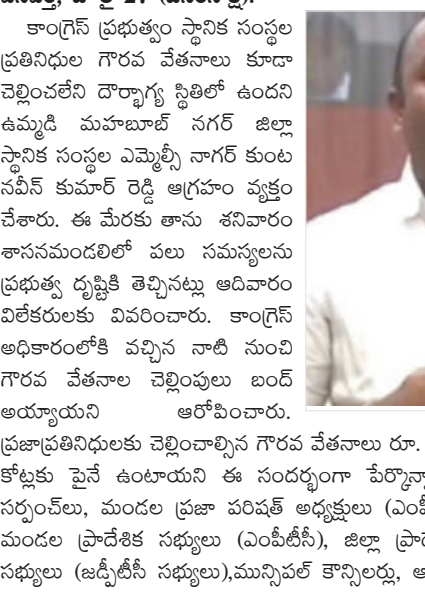 కాంగ్రెస్ ప్రభుత్వం స్థానిక సంస్థల
ప్రతినిధుల గౌరవ వేతనాలు కూడా
చెల్లించలేని దౌర్భాగ్య స్థితిలో ఉందని
ఉమ్మడి మహబూబ్ నగర్ జిల్లా
స్థానిక సంస్థల ఎమ్మెల్సీ నాగర్ కుంట
నవీన్ కుమార్ రెడ్డి ఆగ్రహం వ్యక్తం
చేశారు. ఈ మేరకు తాను శనివారం
శాసనమండలిలో పలు సమస్యలను
ప్రభుత్వ దృష్టికి తెచ్చినట్లు ఆదివారం
విలేకరులకు వివరించారు. కాంగ్రెస్
అధికారంలోకి వచ్చిన నాటి నుంచి
గౌరవ వేతనాల చెల్లింపులు బంద్
అయ్యాయని ఆరోపించారు.
ప్రజాప్రతినిధులకు చెల్లించాల్సిన గౌరవ వేతనాలు రూ.
కోట్లకు పైనే ఉంటాయని ఈ సందర్భంగా
సర్పంచ్‌లు, మండల ప్రజా పరిషత్ అధ్యక్షులు
మండల ప్రాదేశిక సభ్యులు (ఎంపీటీసీ), జిల్లా
సభ్యులు (జడ్పీటీసీ సభ్యులు),మున్సిపల్ కౌన్సిలర్లు,